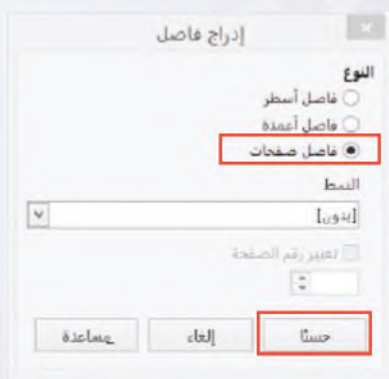 إدراج فاصل
النوع
فاصل أسطر
فاصل أعمدة
فاصل صفحات
النمط
[بدون]
تغيير رقم الصفحة
حسنًا إلغاء مساعدة